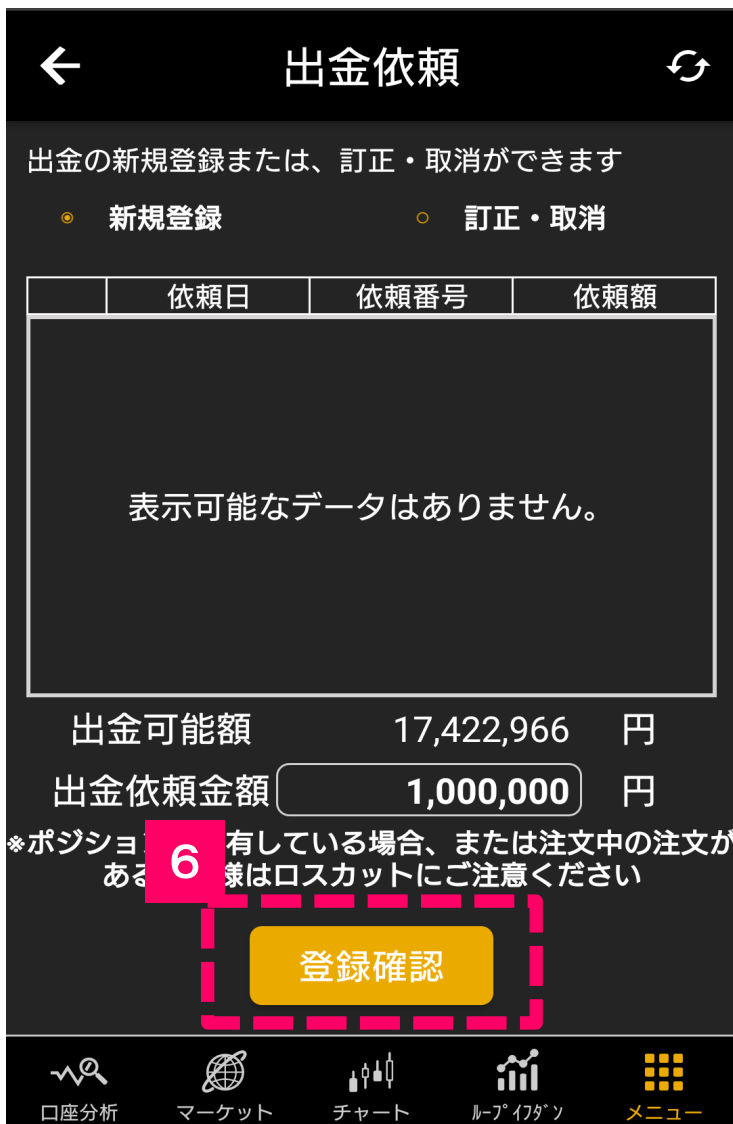 出金依頼
出金の新規登録または、訂正・取消ができます
新規登録 訂正・取消
依頼日 依頼番号 依頼額
表示可能なデータはありません。
出金可能額 17,422,966 円
出金依頼金額 1,000,000 円
※ポジショ 有している場合、または注文中の注文が
ある 様はロスカットにご注意ください
6
登録確認
口座分析 マーケット チャート ﾙｰﾌﾟｲﾌﾀﾞﾝ メニュー